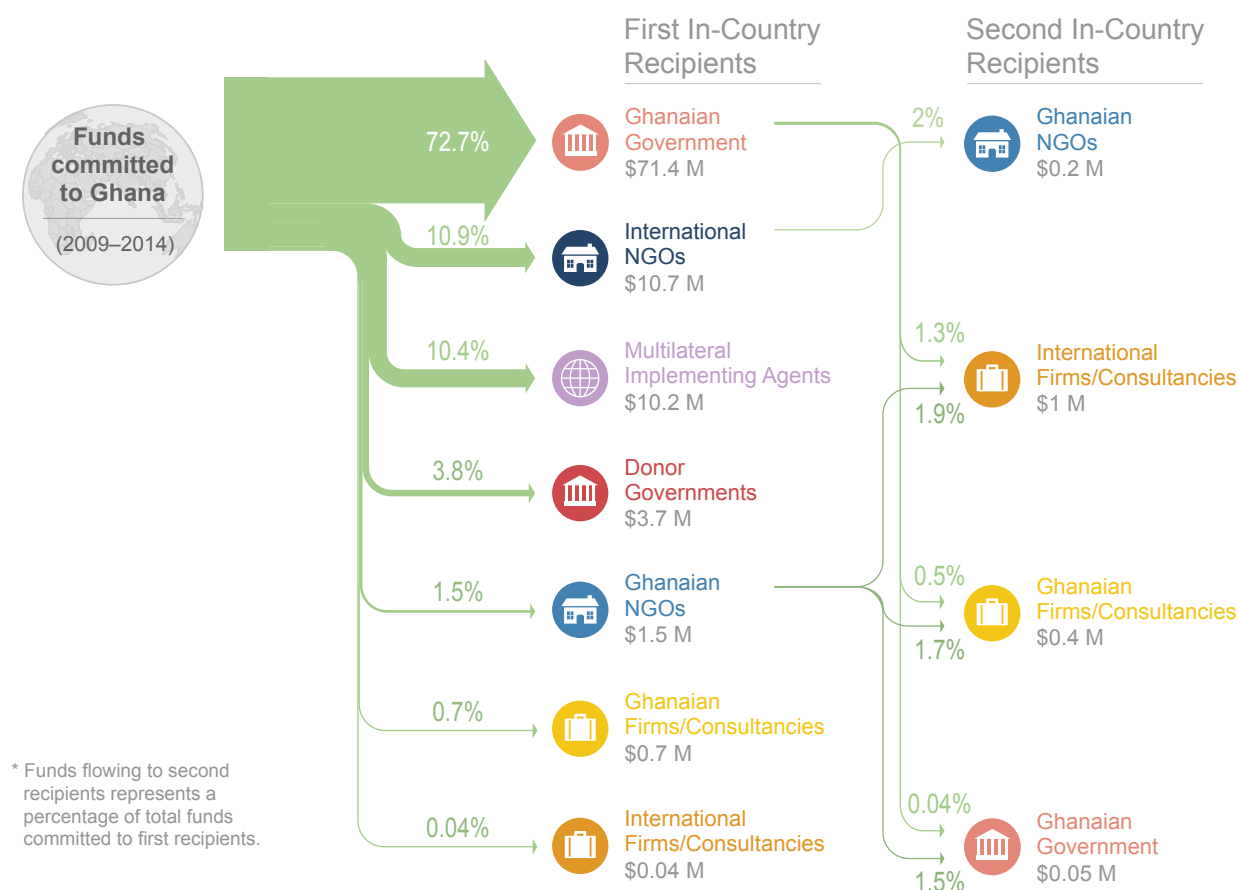 First In-Country
Recipients
Second In-Country
Recipients
Funds
committed
to Ghana
(2009–2014)
72.7%
Ghanaian
Government
$71.4 M
10.9%
International
NGOs
$10.7 M
10.4%
Multilateral
Implementing Agents
$10.2 M
3.8%
Donor
Governments
$3.7 M
1.5%
Ghanaian
NGOs
$1.5 M
0.7%
Ghanaian
Firms/Consultancies
$0.7 M
0.04%
International
Firms/Consultancies
$0.04 M
2%
Ghanaian
NGOs
$0.2 M
1.3%
1.9%
International
Firms/Consultancies
$1 M
0.5%
1.7%
Ghanaian
Firms/Consultancies
$0.4 M
0.04%
1.5%
Ghanaian
Government
$0.05 M
* Funds flowing to second
recipients represents a
percentage of total funds
committed to first recipients.